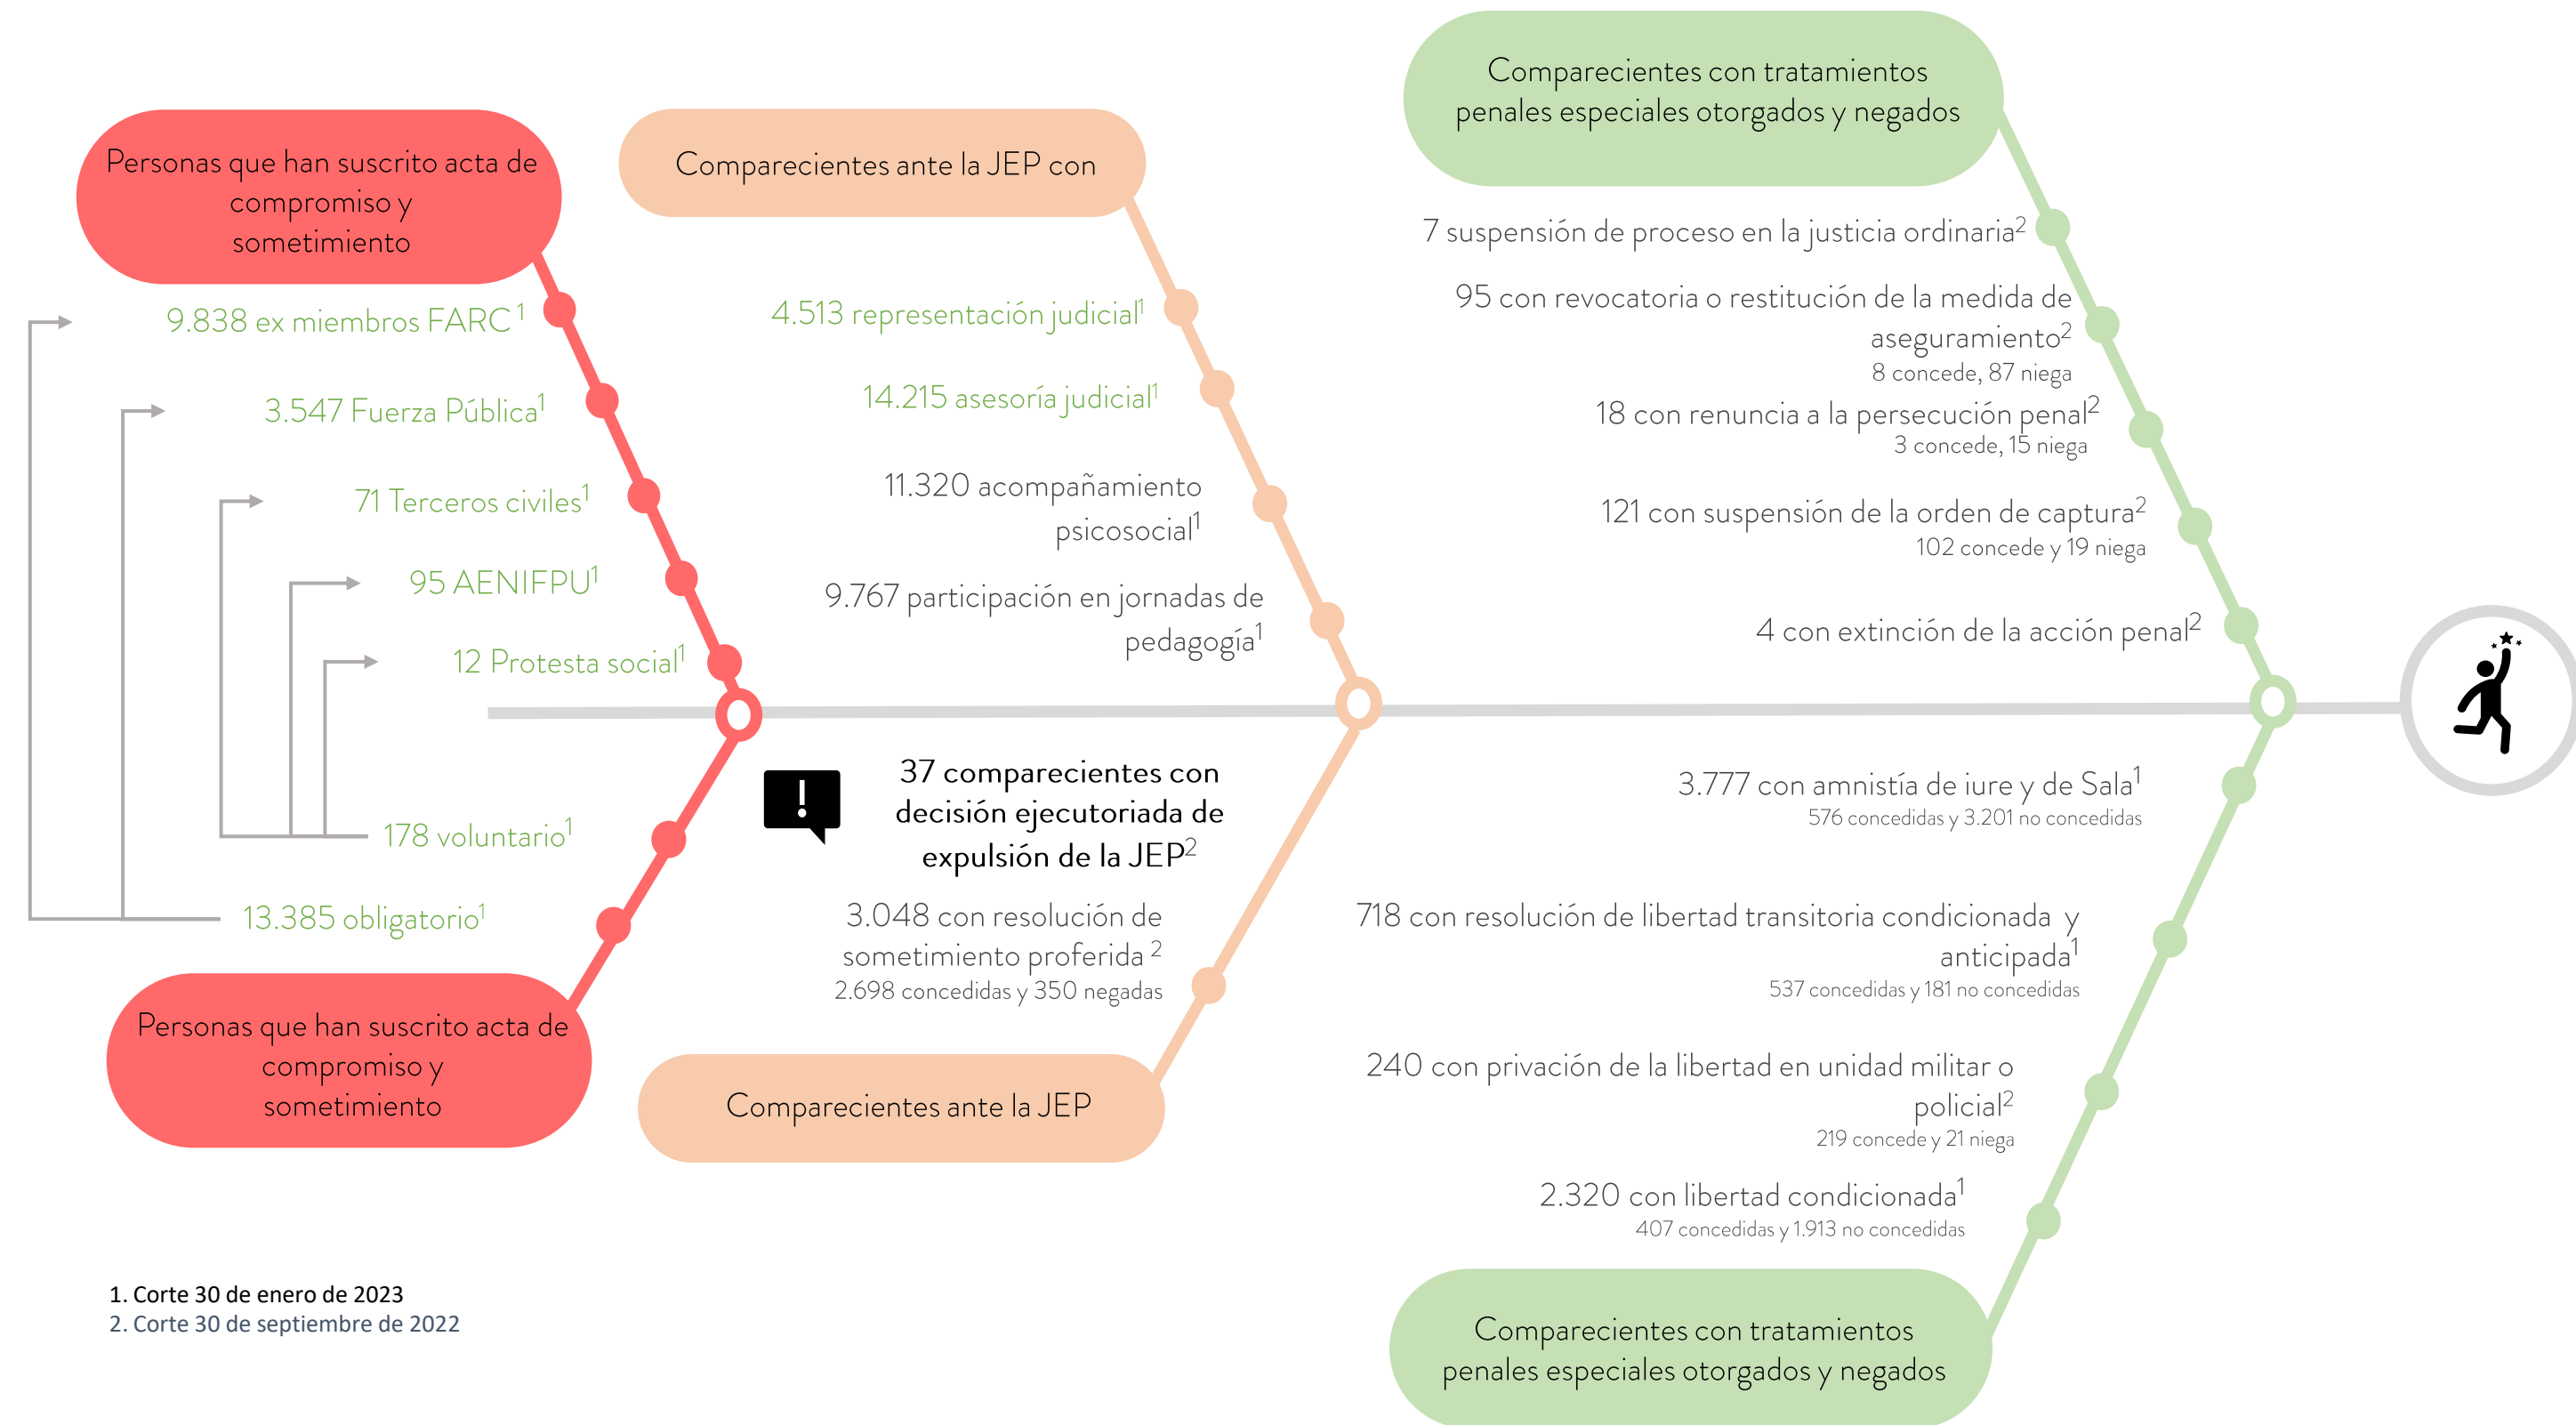 Personas que han suscrito acta de
compromiso y
sometimiento
9.838 ex miembros FARC 1
3.547 Fuerza Pública1
71 Terceros civiles1
95 AENIFPU1
12 Protesta social1
178 voluntario1
13.385 obligatorio1
Personas que han suscrito acta de
compromiso y
sometimiento
Comparecientes ante la JEP con
4.513 representación judicial1
14.215 asesoría judicial1
11.320 acompañamiento
psicosocial1
9.767 participación en jornadas de
pedagogía1
!
37 comparecientes con
decisión ejecutoriada de
expulsión de la JEP2
3.048 con resolución de
sometimiento proferida 2
2.698 concedidas y 350 negadas
Comparecientes ante la JEP
Comparecientes con tratamientos
penales especiales otorgados y negados
7 suspensión de proceso en la justicia ordinaria2
95 con revocatoria o restitución de la medida de
aseguramiento2
8 concede, 87 niega
18 con renuncia a la persecución penal2
3 concede, 15 niega
121 con suspensión de la orden de captura2
102 concede y 19 niega
4 con extinción de la acción penal2
3.777 con amnistía de iure y de Sala1
576 concedidas y 3.201 no concedidas
718 con resolución de libertad transitoria condicionada y
anticipada1
537 concedidas y 181 no concedidas
240 con privación de la libertad en unidad militar o
policial2
219 concede y 21 niega
2.320 con libertad condicionada1
407 concedidas y 1.913 no concedidas
Comparecientes con tratamientos
penales especiales otorgados y negados
1. Corte 30 de enero de 2023
2. Corte 30 de septiembre de 2022